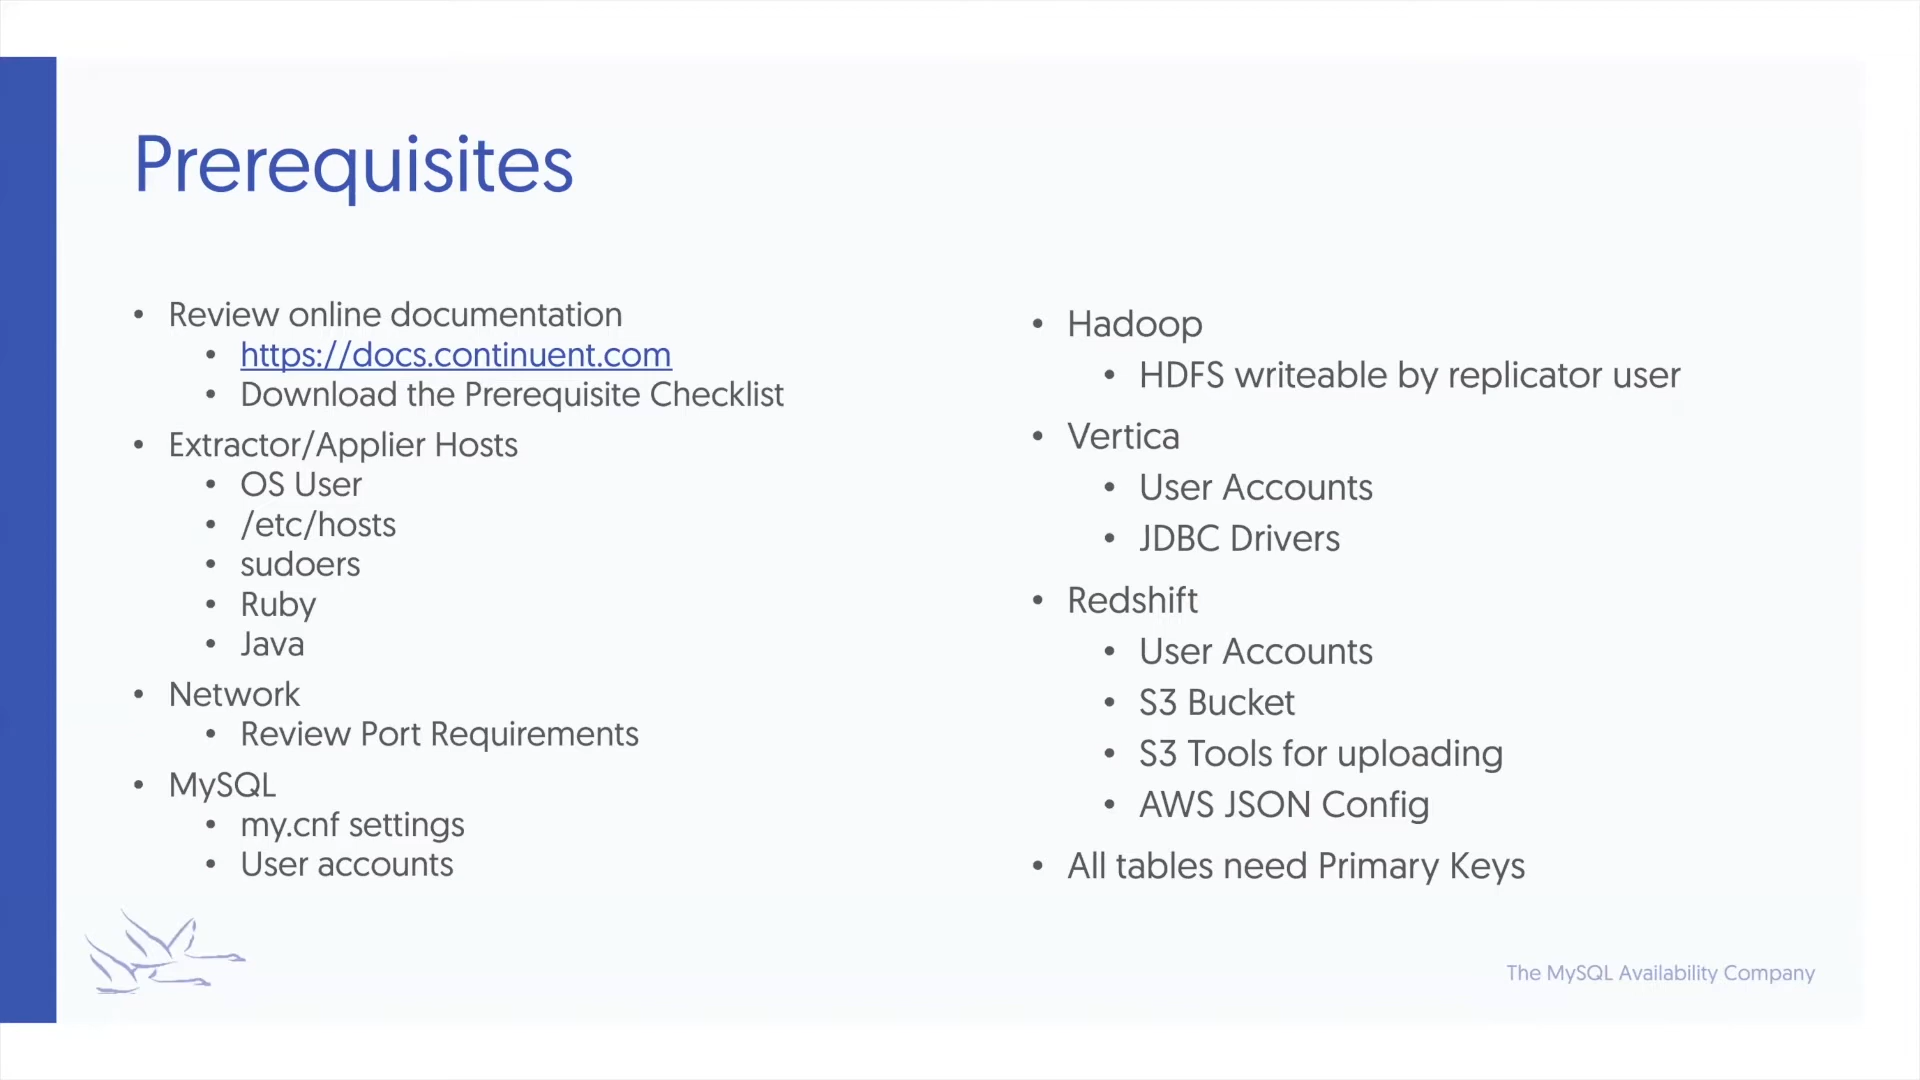 Prerequisites
• Review online documentation
• https://docs.continuent.com
• Download the Prerequisite Checklist
• Extractor/Applier Hosts
• OS User
• /etc/hosts
• sudoers
• Ruby
• Java
• Network
• Review Port Requirements
• MySQL
• my.cnf settings
• User accounts
• Hadoop
• HDFS writeable by replicator user
• Vertica
• User Accounts
• JDBC Drivers
• Redshift
• User Accounts
• S3 Bucket
• S3 Tools for uploading
• AWS JSON Config
• All tables need Primary Keys
The MySQL Availability Company